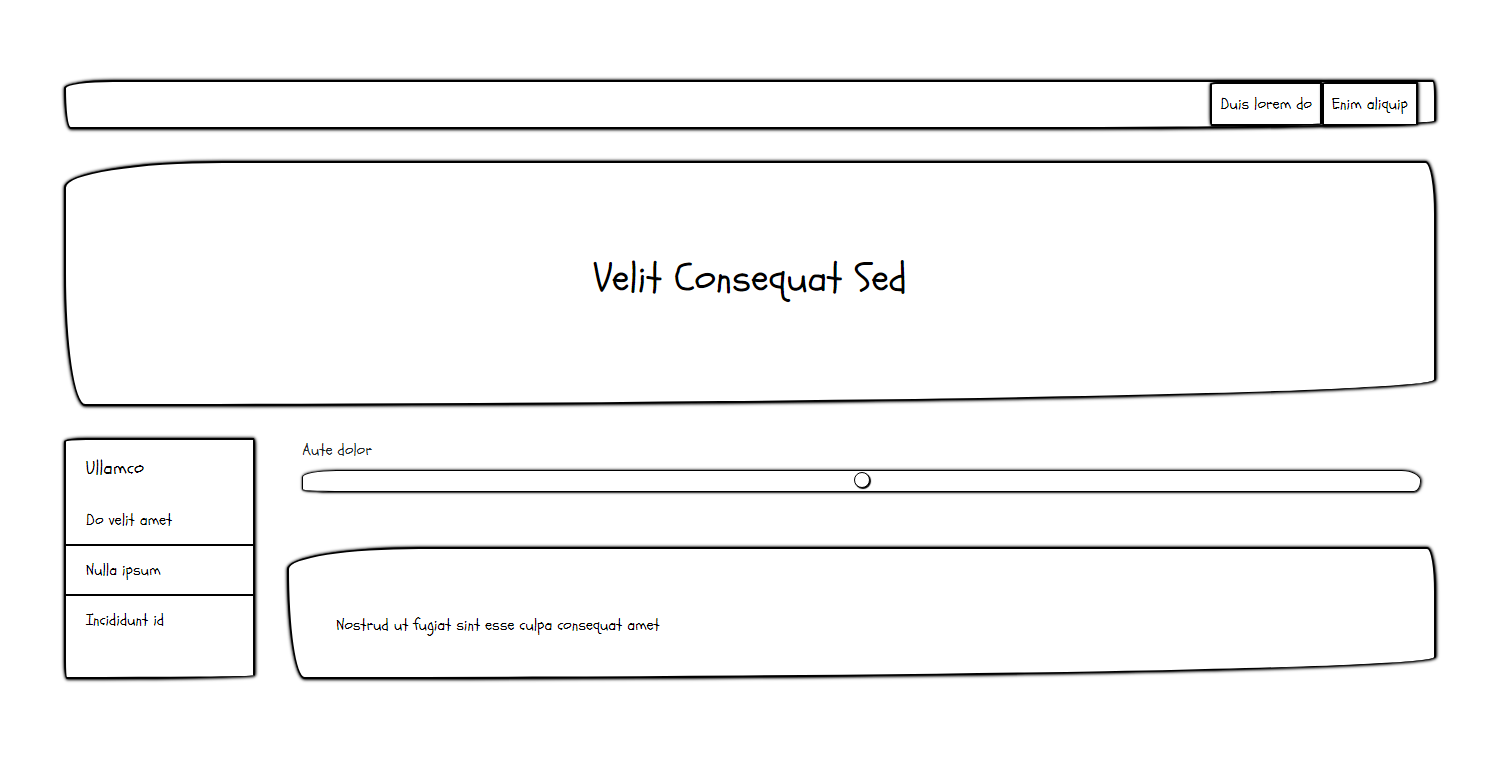 Duis lorem do
Enim aliquip
Velit Consequat Sed
Ullamco
Do velit amet
Nulla ipsum
Incididunt id
Aute dolor
Nostrud ut fugiat sint esse culpa consequat amet